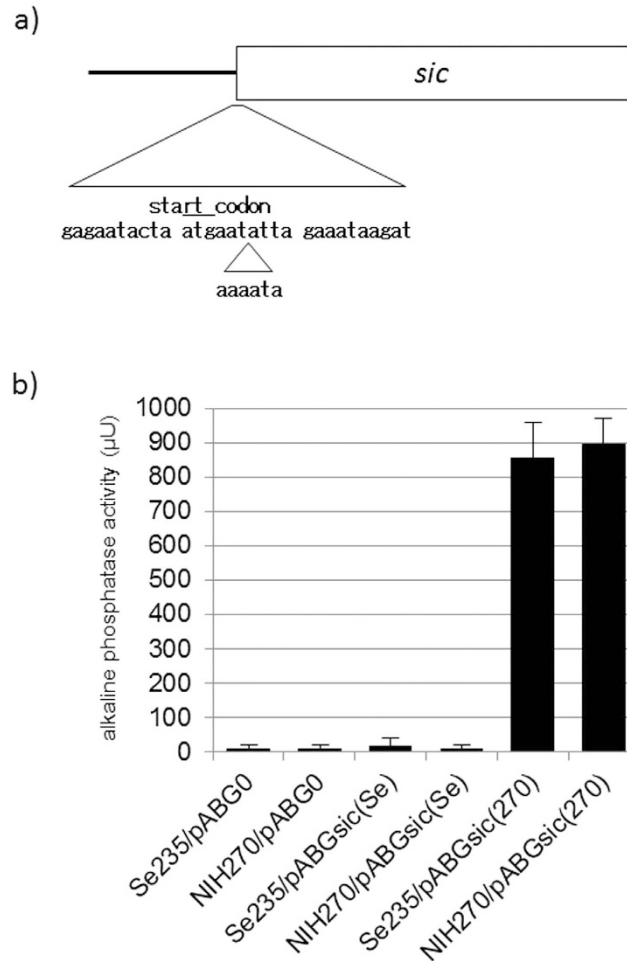 a)
sic
start codon
gagaatacta atgaatatta gaaataagat
aaaata
b)
alkaline phosphatase activity (µU)
1000
900
800
700
600
500
400
300
200
100
0
Se235/pABG0
NIH270/pABG0
Se235/pABGsic(Se)
NIH270/pABGsic(Se)
Se235/pABGsic(270)
NIH270/pABGsic(270)